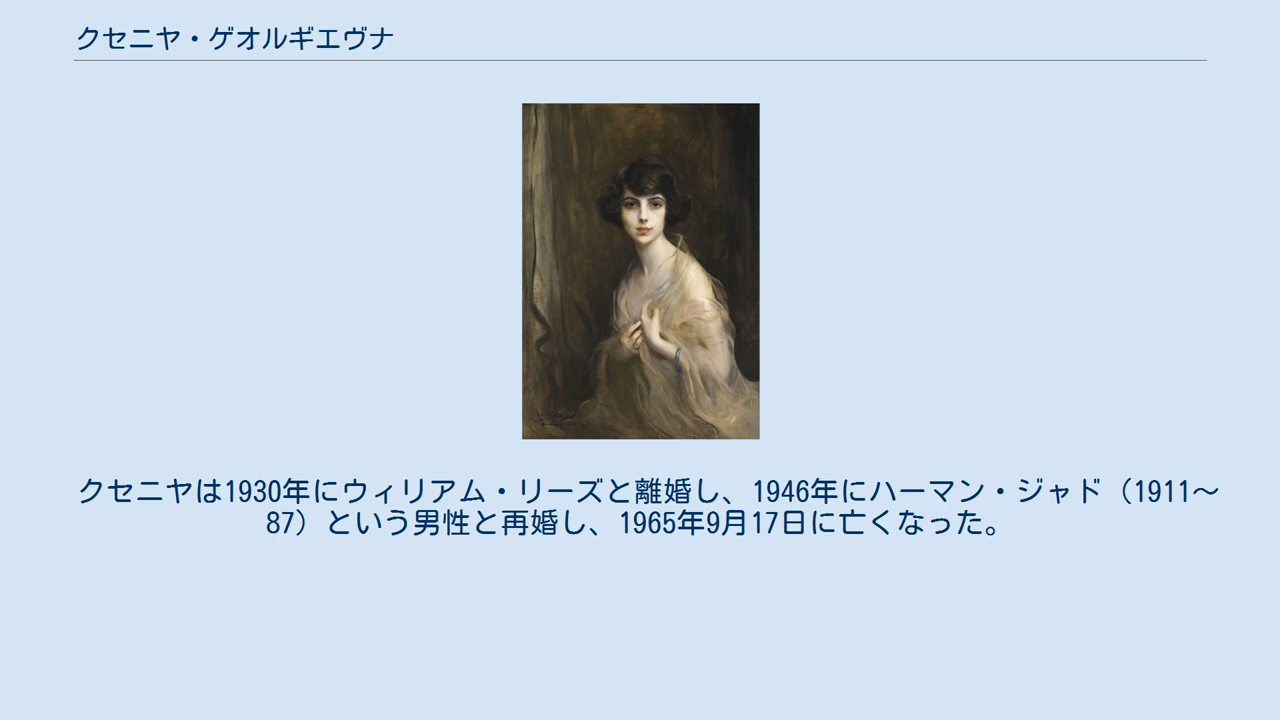 クセニヤ・ゲオルギエヴナ
クセニヤは1930年にウィリアム・リーズと離婚し、1946年にハーマン・ジャド（1911〜
87）という男性と再婚し、1965年9月17日に亡くなった。